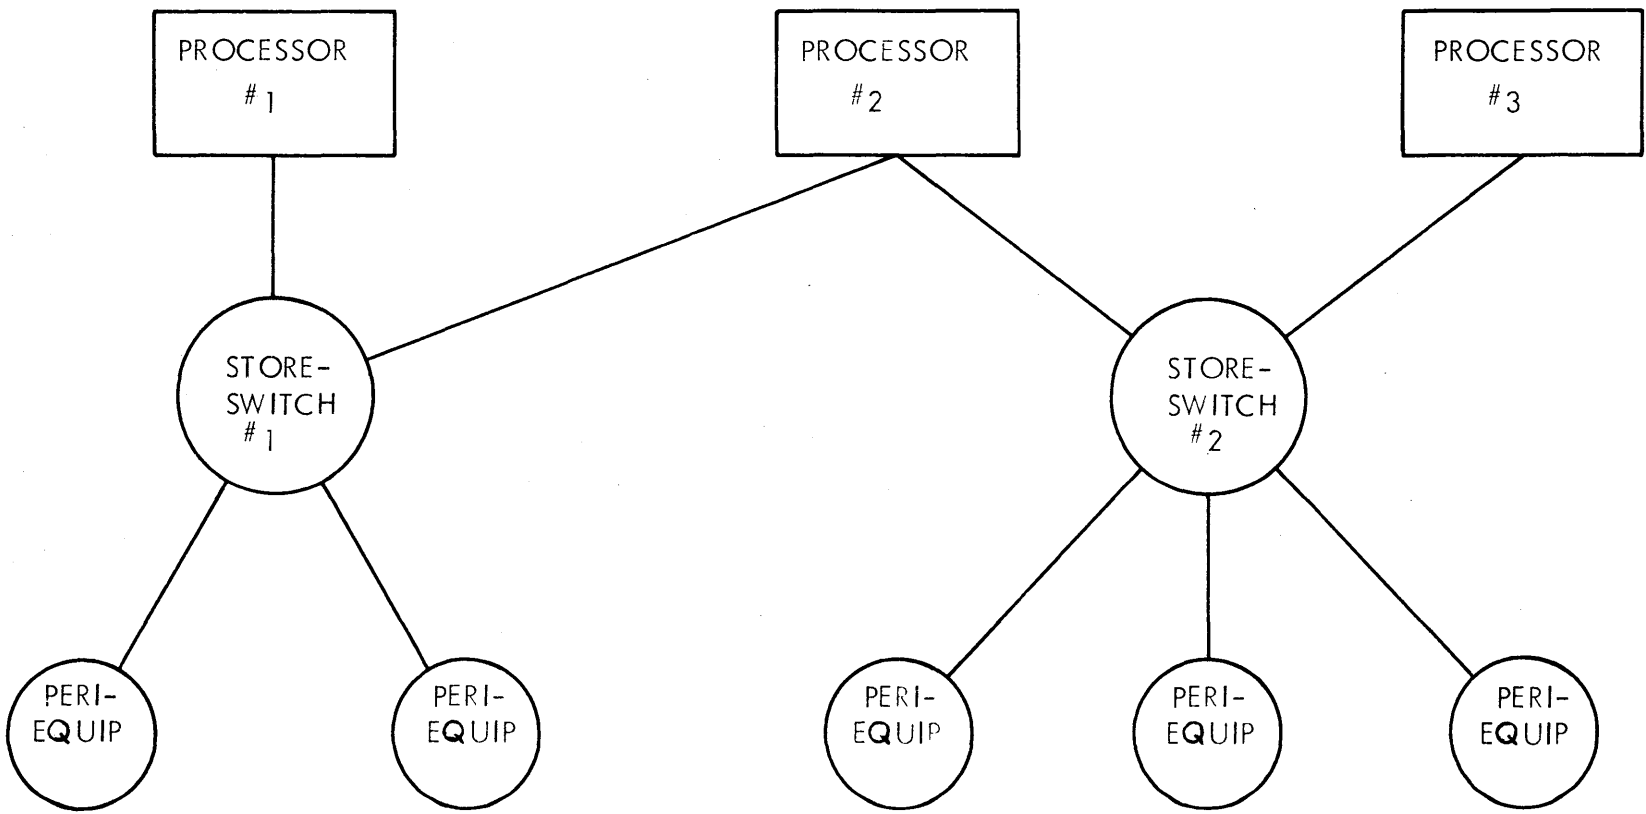 PROCESSOR
#1
PROCESSOR
#2
PROCESSOR
#3
STORE-
SWITCH
#1
STORE-
SWITCH
#2
PERI-
EQUIP
PERI-
EQUIP
PERI-
EQUIP
PERI-
EQUIP
PERI-
EQUIP